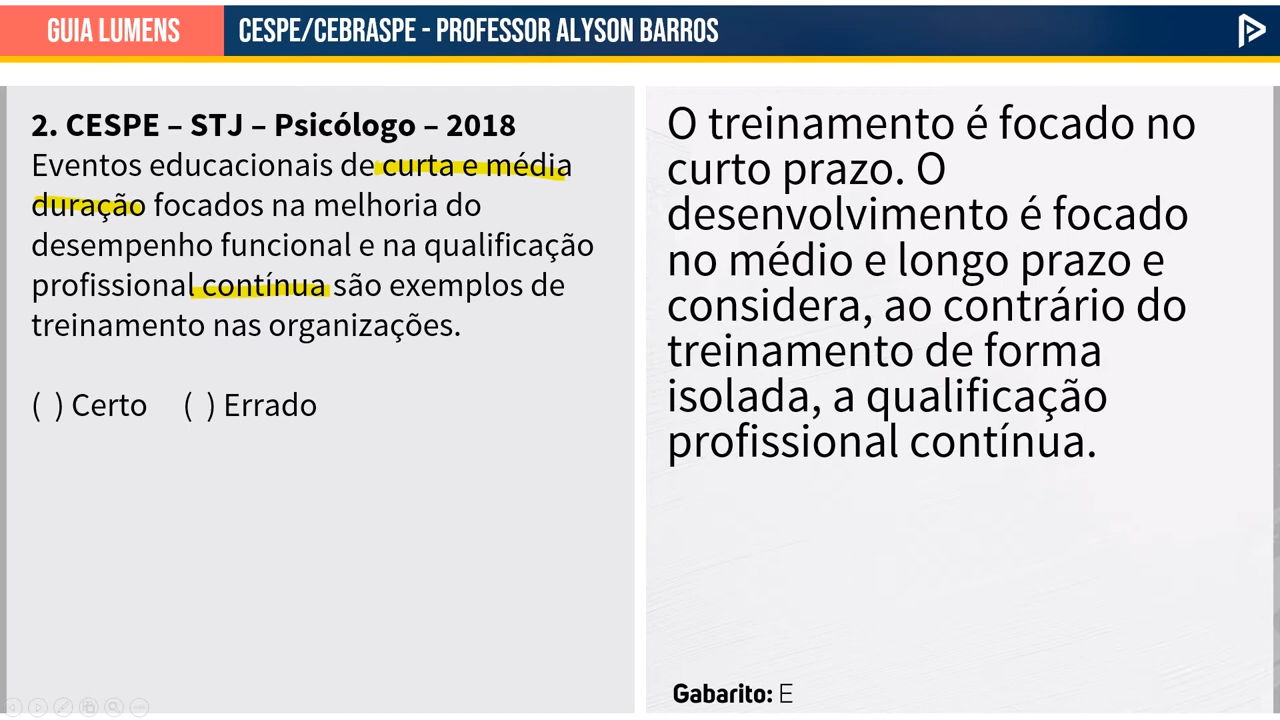 GUIA LUMENS
CESPE/CEBRASPE - PROFESSOR ALYSON BARROS
2. CESPE – STJ – Psicólogo – 2018
Eventos educacionais de curta e média
duração focados na melhoria do
desempenho funcional e na qualificação
profissional contínua são exemplos de
treinamento nas organizações.
( ) Certo ( ) Errado
O treinamento é focado no
curto prazo. O
desenvolvimento é focado
no médio e longo prazo e
considera, ao contrário do
treinamento de forma
isolada, a qualificação
profissional contínua.
Gabarito: E